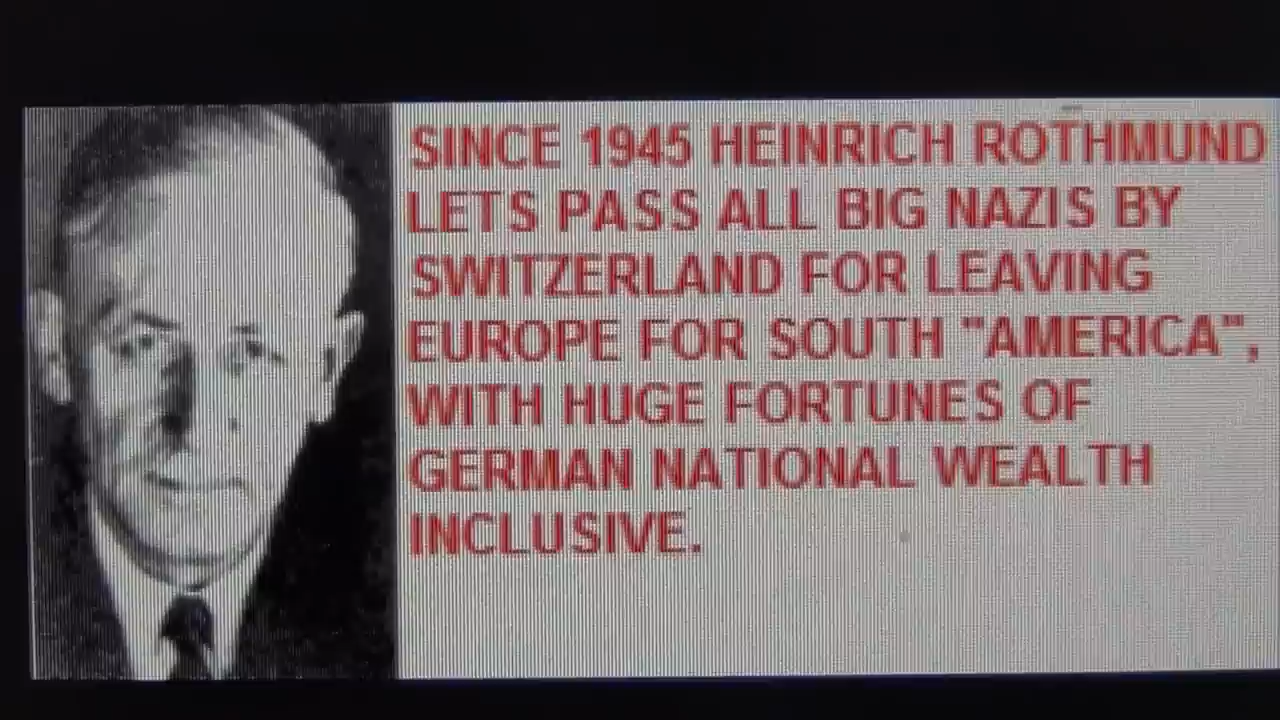 SINCE 1945 HEINRICH ROTHMUND
LETS PASS ALL BIG NAZIS BY
SWITZERLAND FOR LEAVING
EUROPE FOR SOUTH "AMERICA",
WITH HUGE FORTUNES OF
GERMAN NATIONAL WEALTH
INCLUSIVE.